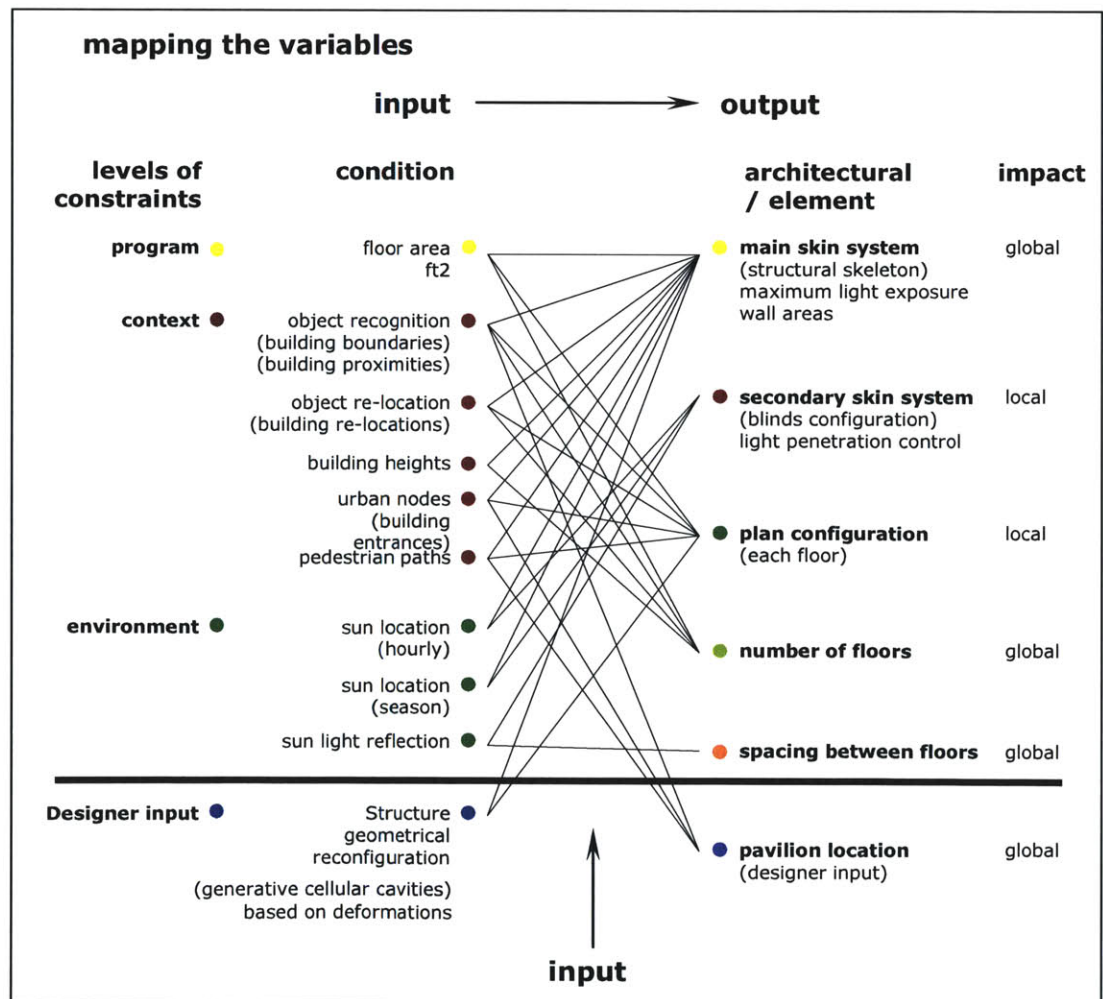 mapping the variables
input
output
levels of
constraints
condition
architectural
/ element
impact
program
floor area
ft2
main skin system
(structural skeleton)
maximum light exposure
wall areas
global
context
object recognition
(building boundaries)
(building proximities)
object re-location
(building re-locations)
secondary skin system
(blinds configuration)
light penetration control
local
building heights
urban nodes
(building
entrances)
pedestrian paths
plan configuration
(each floor)
local
environment
sun location
(hourly)
number of floors
global
sun location
(season)
sun light reflection
spacing between floors
global
Designer input
Structure
geometrical
reconfiguration
(generative cellular cavities)
based on deformations
pavilion location
(designer input)
global
input